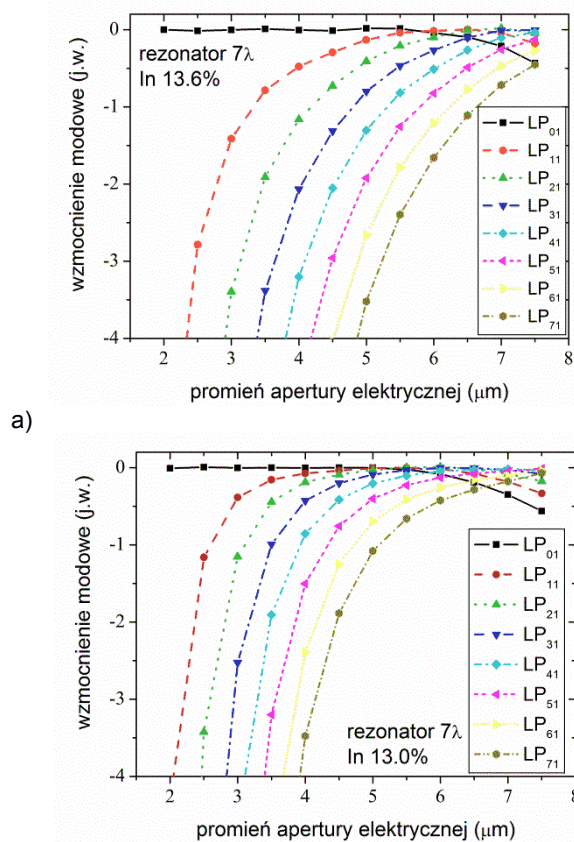 0
-1
-2
-3
-4
wzmocnienie modowe (j.w.)
rezonator 7λ
In 13.6%
LP01
LP11
LP21
LP31
LP41
LP51
LP61
LP71
2 3 4 5 6 7 8
promień apertury elektrycznej (μm)
a)
0
-1
-2
-3
-4
wzmocnienie modowe (j.w.)
LP01
LP11
LP21
LP31
LP41
LP51
LP61
LP71
rezonator 7λ
In 13.0%
2 3 4 5 6 7 8
promień apertury elektrycznej (μm)